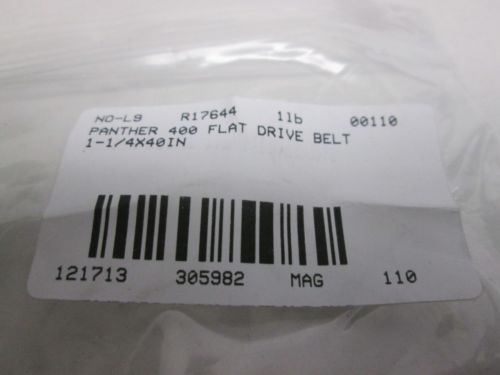 NO-L9 R17644 1lb 00110
PANTHER 400 FLAT DRIVE BELT
1-1/4X40IN
121713 305982 MAG 110